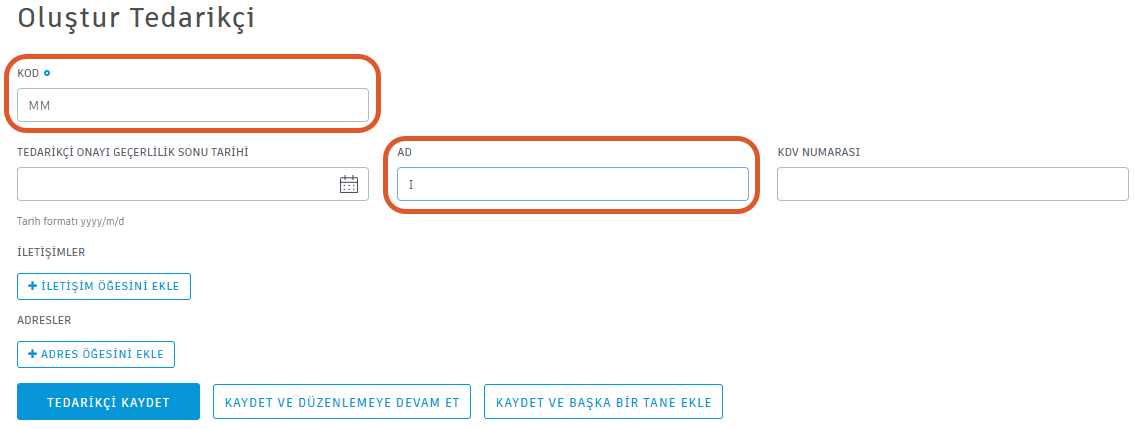 Oluştur Tedarikçi
KOD
MM
TEDARİKÇİ ONAYI GEÇERLİLİK SONU TARİHİ
AD
KDV NUMARASI
I
Tarih formatı yyyy/m/d
İLETİŞİMLER
+ İLETİŞİM ÖĞESİNİ EKLE
ADRESLER
+ ADRES ÖĞESİNİ EKLE
TEDARİKÇİ KAYDET
KAYDET VE DÜZENLEMEYE DEVAM ET
KAYDET VE BAŞKA BİR TANE EKLE